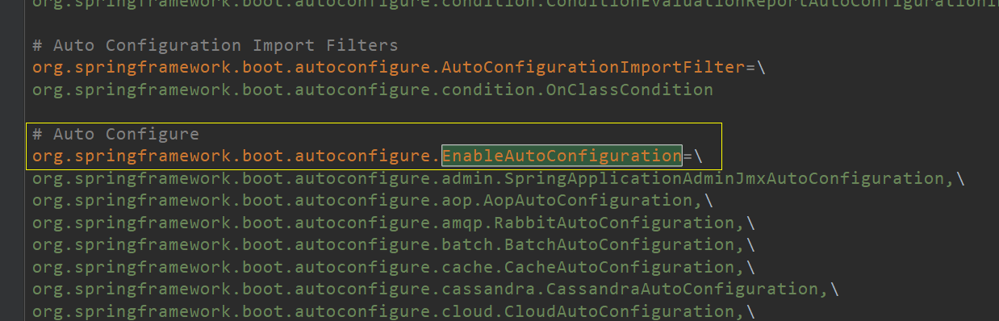 org.springframework.boot.autoconfigure.condition.ConditionEvaluationReportAutoConfigurationI
# Auto Configuration Import Filters
org.springframework.boot.autoconfigure.AutoConfigurationImportFilter=\
org.springframework.boot.autoconfigure.condition.OnClassCondition
# Auto Configure
org.springframework.boot.autoconfigure.EnableAutoConfiguration=\
org.springframework.boot.autoconfigure.admin.SpringApplicationAdminJmxAutoConfiguration,\
org.springframework.boot.autoconfigure.aop.AopAutoConfiguration,\
org.springframework.boot.autoconfigure.amqp.RabbitAutoConfiguration,\
org.springframework.boot.autoconfigure.batch.BatchAutoConfiguration,\
org.springframework.boot.autoconfigure.cache.CacheAutoConfiguration,\
org.springframework.boot.autoconfigure.cassandra.CassandraAutoConfiguration,\
org.springframework.boot.autoconfigure.cloud.CloudAutoConfiguration,\